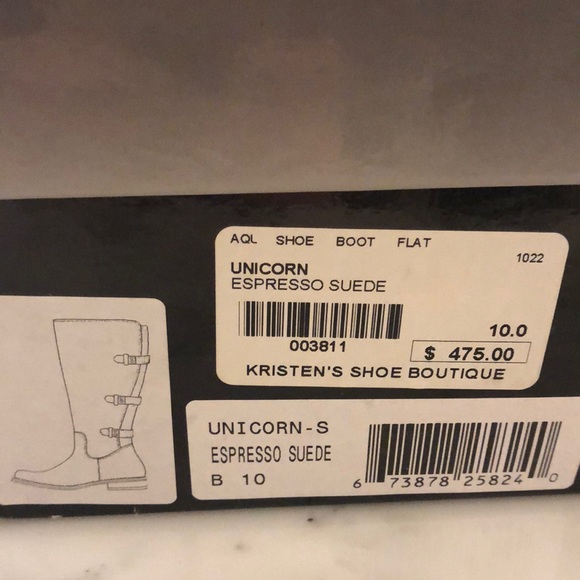 AQL SHOE BOOT FLAT
1022
UNICORN
ESPRESSO SUEDE
10.0
003811
$ 475.00
KRISTEN'S SHOE BOUTIQUE
UNICORN-S
ESPRESSO SUEDE
B 10
6 73878 25824 0